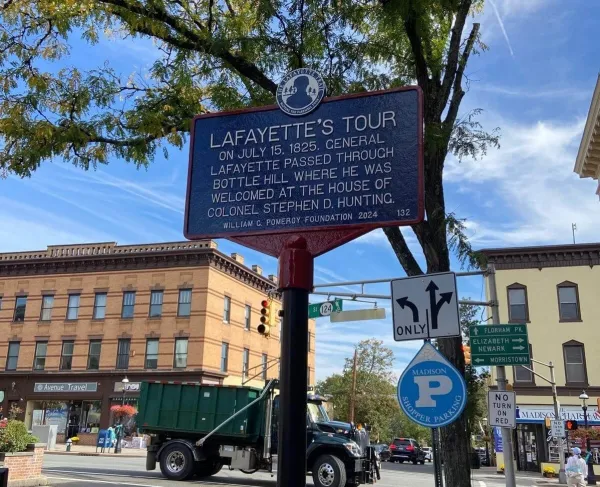 LAFAYETTE'S TOUR
ON JULY 15, 1825, GENERAL
LAFAYETTE PASSED THROUGH
BOTTLE HILL WHERE HE WAS
WELCOMED AT THE HOUSE OF
COLONEL STEPHEN D. HUNTING.
WILLIAM G. POMEROY FOUNDATION 2024 132
124
ONLY
FLORHAM PK
ELIZABETH
NEWARK
MORRISTOWN
MADISON
P
SHOPPER PARKING
NO
TURN
ON
RED
Avenue Travel
MADISON